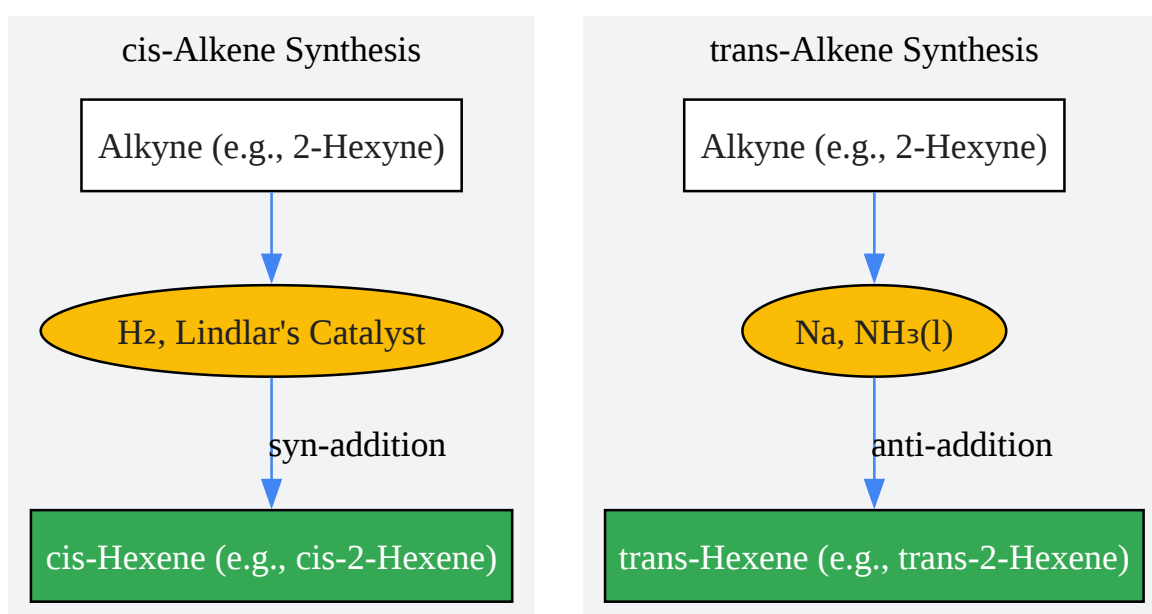 cis-Alkene Synthesis
Alkyne (e.g., 2-Hexyne)
H₂, Lindlar's Catalyst
syn-addition
cis-Hexene (e.g., cis-2-Hexene)
trans-Alkene Synthesis
Alkyne (e.g., 2-Hexyne)
Na, NH₃(l)
anti-addition
trans-Hexene (e.g., trans-2-Hexene)